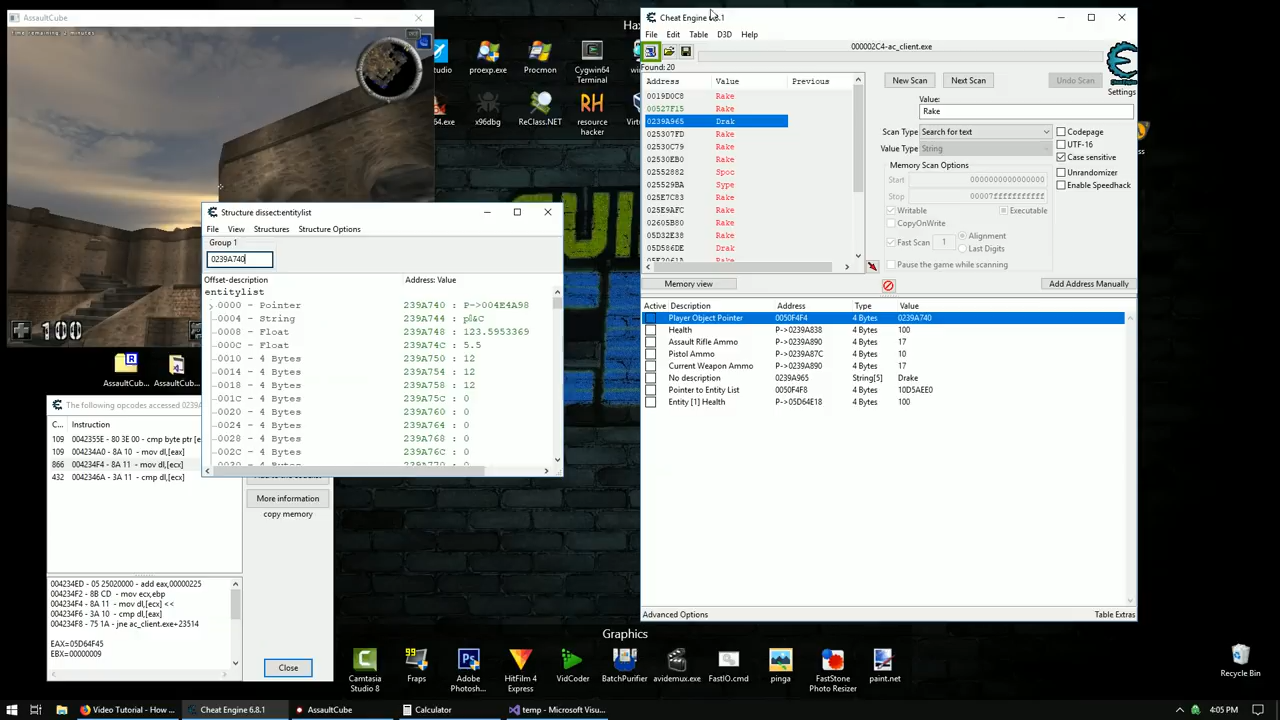 AssaultCube
time remaining: 2 minutes
100
Studio
proexp.exe
Procmon
Cygwin64
Terminal
x96dbg
ReClass.NET
resource
hacker
AssaultCub...
AssaultCub...
Structure dissect:entitylist
File View Structures Structure Options
Group 1
0239A740
Offset-description Address: Value
entitylist
0000 - Pointer 239A740 : P->004E4A98
0004 - String 239A744 :
0008 - Float 239A748 : 123.5953369
000C - Float 239A74C : 5.5
0010 - 4 Bytes 239A750 : 12
0014 - 4 Bytes 239A754 : 12
0018 - 4 Bytes 239A758 : 12
001C - 4 Bytes 239A75C : 0
0020 - 4 Bytes 239A760 : 0
0024 - 4 Bytes 239A764 : 0
0028 - 4 Bytes 239A768 : 0
002C - 4 Bytes 239A76C : 0
0030 - 4 Bytes 239A770 : 0
The following opcodes accessed 0239A
C... Instruction
109 0042355E - 80 3E 00 - cmp byte ptr [e
109 004234A0 - 8A 10 - mov dl,[eax]
866 004234F4 - 8A 11 - mov dl,[ecx]
432 0042346A - 3A 11 - cmp dl,[ecx]
More information
copy memory
004234ED - 05 25020000 - add eax,00000225
004234F2 - 8B CD - mov ecx,ebp
004234F4 - 8A 11 - mov dl,[ecx] <<
004234F6 - 3A 10 - cmp dl,[eax]
004234F8 - 75 1A - jne ac_client.exe+23514
EAX=05D64F45
EBX=00000009
Close
Cheat Engine 6.8.1
File Edit Table D3D Help
000002C4-ac_client.exe
Found: 20
Address Value Previous
0019D0C8 Rake
00527F15 Rake
0239A965 Drak
025307FD Rake
02530C79 Rake
02530EB0 Rake
02552882 Spoc
025529BA Sype
025E7C83 Rake
025E9AFC Rake
02605B80 Rake
05D32E38 Rake
05D586DE Drak
Rake
New Scan Next Scan Undo Scan
Settings
Value:
Rake
Scan Type Search for text
Value Type String
Codepage
UTF-16
Case sensitive
Memory Scan Options
Start 0000000000000000
Stop 00007fffffffffff
Writable Executable
CopyOnWrite
Fast Scan 1 Alignment
Last Digits
Pause the game while scanning
Unrandomizer
Enable Speedhack
Memory view
Add Address Manually
Active Description Address Type Value
Player Object Pointer 0050F4F4 4 Bytes 0239A740
Health P->0239A838 4 Bytes 100
Assault Rifle Ammo P->0239A890 4 Bytes 17
Pistol Ammo P->0239A87C 4 Bytes 10
Current Weapon Ammo P->0239A890 4 Bytes 17
No description 0239A965 String[5] Drake
Pointer to Entity List 0050F4F8 4 Bytes 10D5AEE0
Entity [1] Health P->05D64E18 4 Bytes 100
Advanced Options
Table Extras
Graphics
Camtasia
Studio 8
Fraps
Adobe
Photosh...
HitFilm 4
Express
VidCoder
BatchPurifier
avidemux.exe
FastIO.cmd
pinga
FastStone
Photo Resizer
paint.net
Recycle Bin
Video Tutorial - How ...
Cheat Engine 6.8.1
AssaultCube
Calculator
temp - Microsoft Visu...
4:05 PM